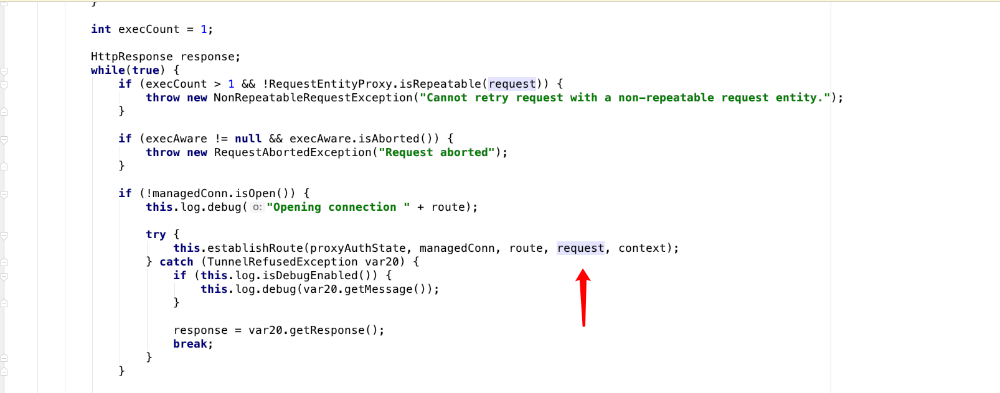 }
int execCount = 1;
HttpResponse response;
while(true) {
if (execCount > 1 && !RequestEntityProxy.isRepeatable(request)) {
throw new NonRepeatableRequestException("Cannot retry request with a non-repeatable request entity.");
}
if (execAware != null && execAware.isAborted()) {
throw new RequestAbortedException("Request aborted");
}
if (!managedConn.isOpen()) {
this.log.debug( o: "Opening connection " + route);
try {
this.establishRoute(proxyAuthState, managedConn, route, request, context);
} catch (TunnelRefusedException var20) {
if (this.log.isDebugEnabled()) {
this.log.debug(var20.getMessage());
}
response = var20.getResponse();
break;
}
}